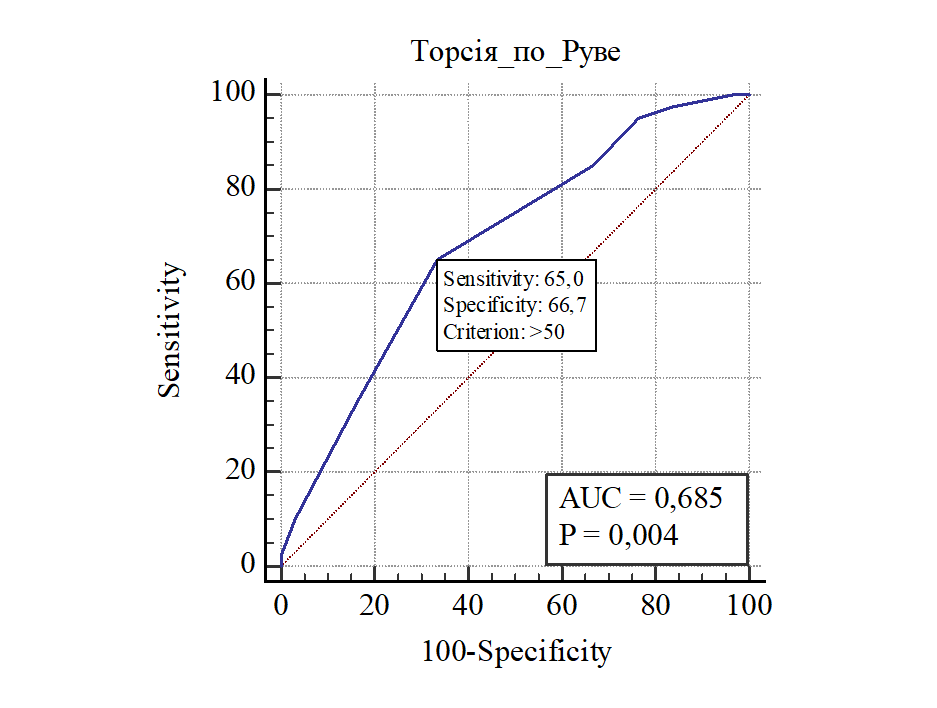 Торсія_по_Руве
100
80
60
40
20
0
Sensitivity
Sensitivity: 65,0
Specificity: 66,7
Criterion: >50
AUC = 0,685
P = 0,004
0 20 40 60 80 100
100-Specificity